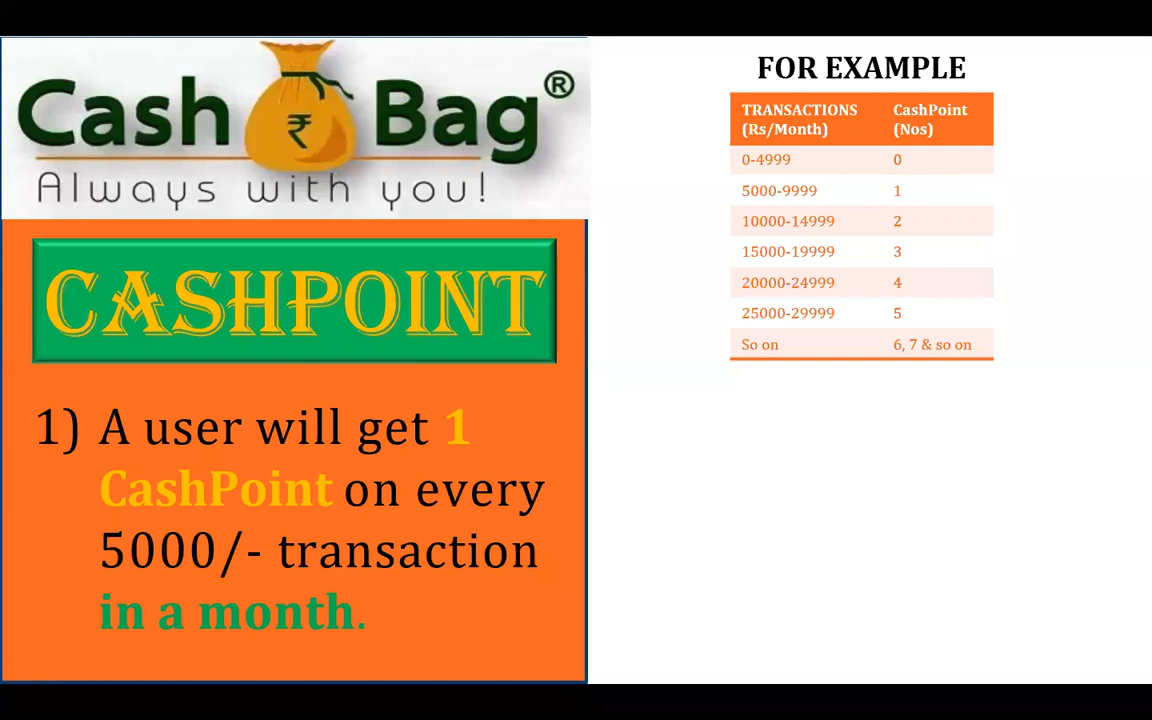 Cash Bag®
₹
Always with you!
CASHPOINT
1) A user will get 1
CashPoint on every
5000/- transaction
in a month.
FOR EXAMPLE
TRANSACTIONS (Rs/Month) CashPoint (Nos)
0-4999 0
5000-9999 1
10000-14999 2
15000-19999 3
20000-24999 4
25000-29999 5
So on 6, 7 & so on